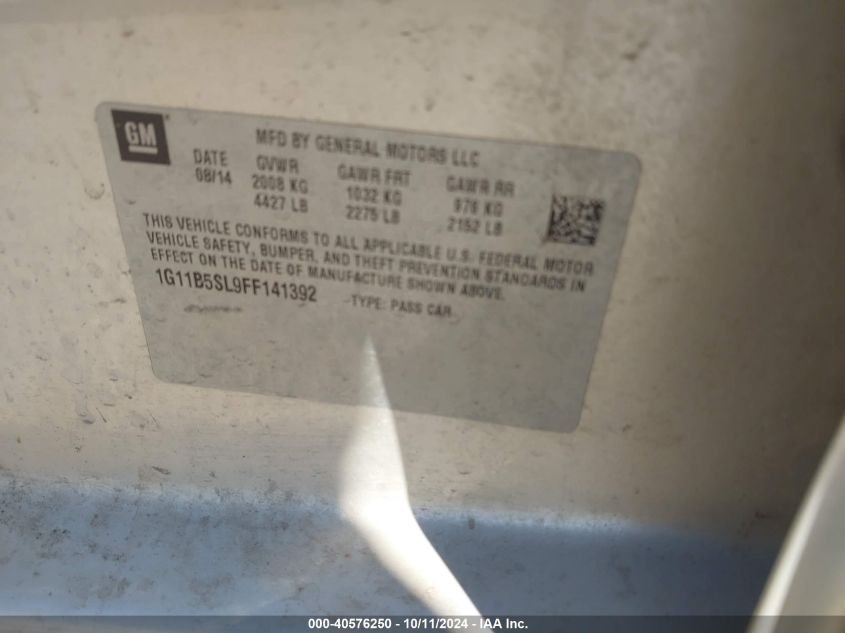 GM
MFD BY GENERAL MOTORS LLC
DATE GVWR GAWR FRT GAWR RR
08/14 2008 KG 1032 KG 976 KG
4427 LB 2275 LB 2152 LB
THIS VEHICLE CONFORMS TO ALL APPLICABLE U.S. FEDERAL MOTOR
VEHICLE SAFETY, BUMPER, AND THEFT PREVENTION STANDARDS IN
EFFECT ON THE DATE OF MANUFACTURE SHOWN ABOVE.
1G11B5SL9FF141392 TYPE: PASS CAR
000-40576250 - 10/11/2024 - IAA Inc.